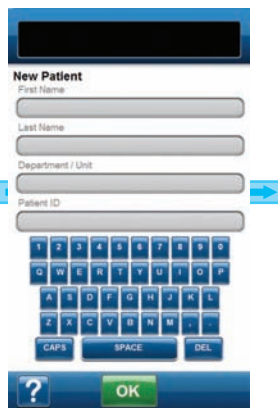 New Patient
First Name
Last Name
Department / Unit
Patient ID
1 2 3 4 5 6 7 8 9 0
Q W E R T Y U I O P
A S D F G H J K L
Z X C V B N M , .
CAPS SPACE DEL
? OK